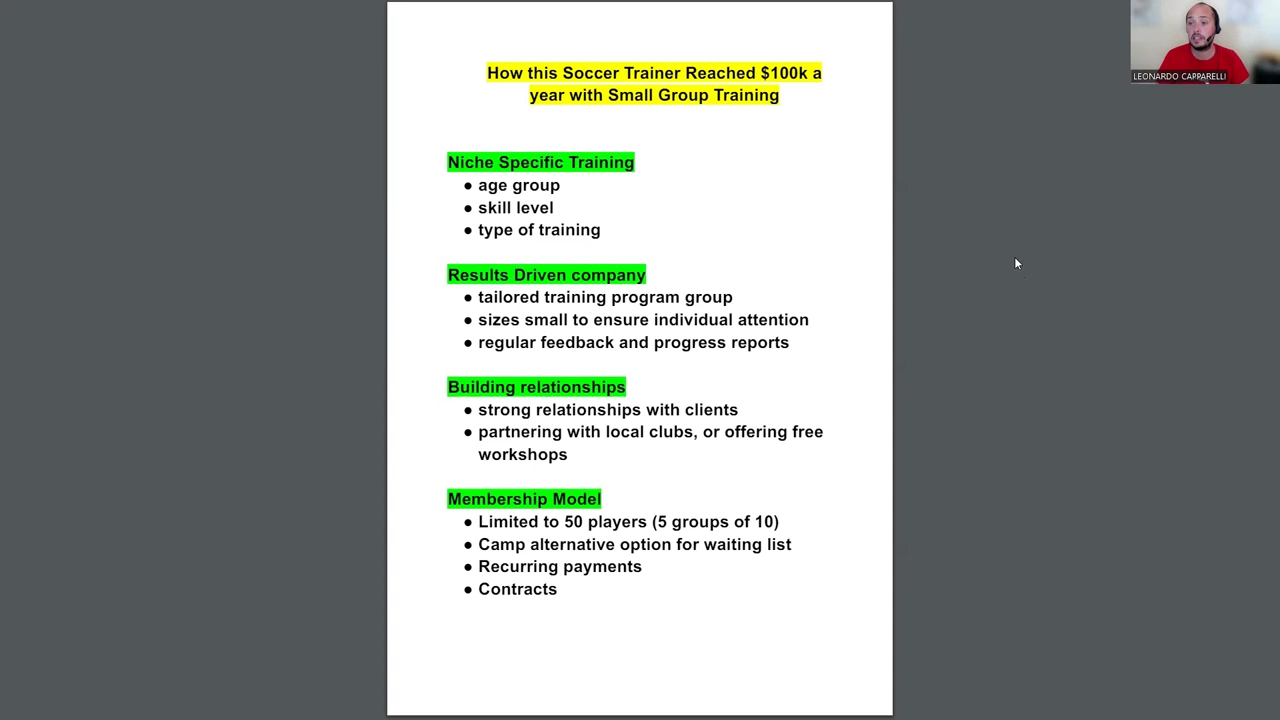 How this Soccer Trainer Reached $100k a
year with Small Group Training
Niche Specific Training
● age group
● skill level
● type of training
Results Driven company
● tailored training program group
● sizes small to ensure individual attention
● regular feedback and progress reports
Building relationships
● strong relationships with clients
● partnering with local clubs, or offering free
workshops
Membership Model
● Limited to 50 players (5 groups of 10)
● Camp alternative option for waiting list
● Recurring payments
● Contracts
LEONARDO CAPPARELLI